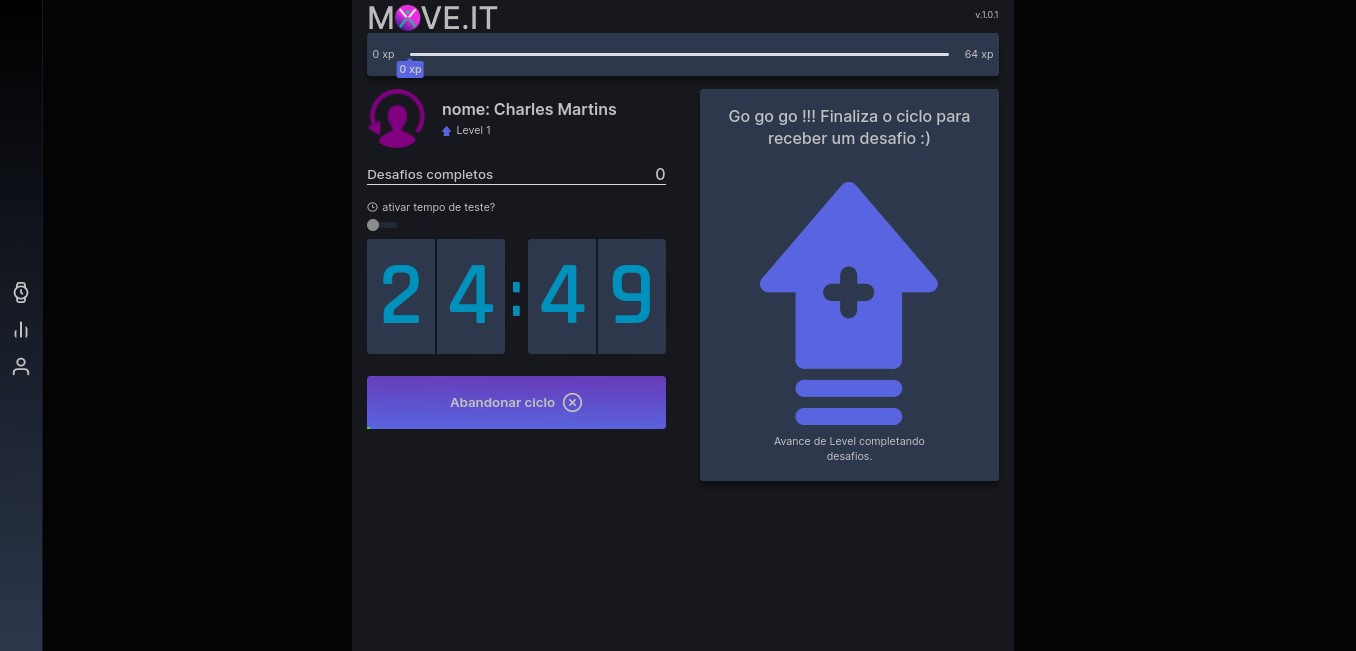 MOVE.IT
v.1.0.1
0 xp
64 xp
0 xp
nome: Charles Martins
Level 1
Desafios completos 0
ativar tempo de teste?
24:49
Abandonar ciclo
Go go go !!! Finaliza o ciclo para
receber um desafio :)
Avance de Level completando
desafios.